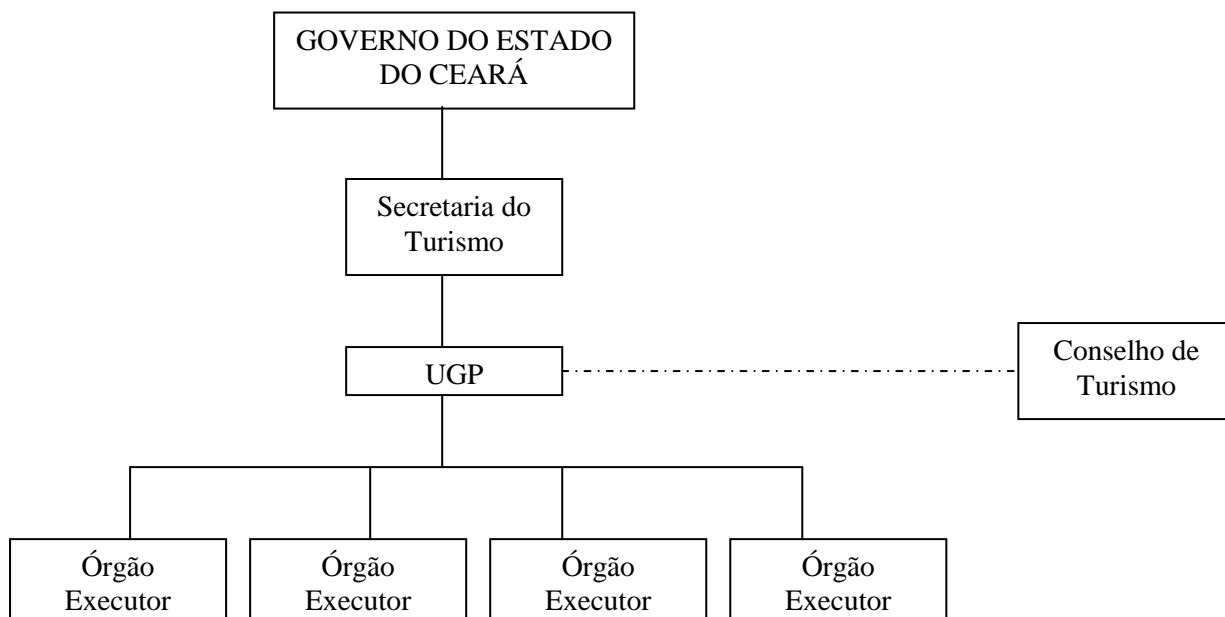 GOVERNO DO ESTADO
DO CEARÁ
Secretaria do
Turismo
UGP
Conselho de
Turismo
Órgão
Executor
Órgão
Executor
Órgão
Executor
Órgão
Executor